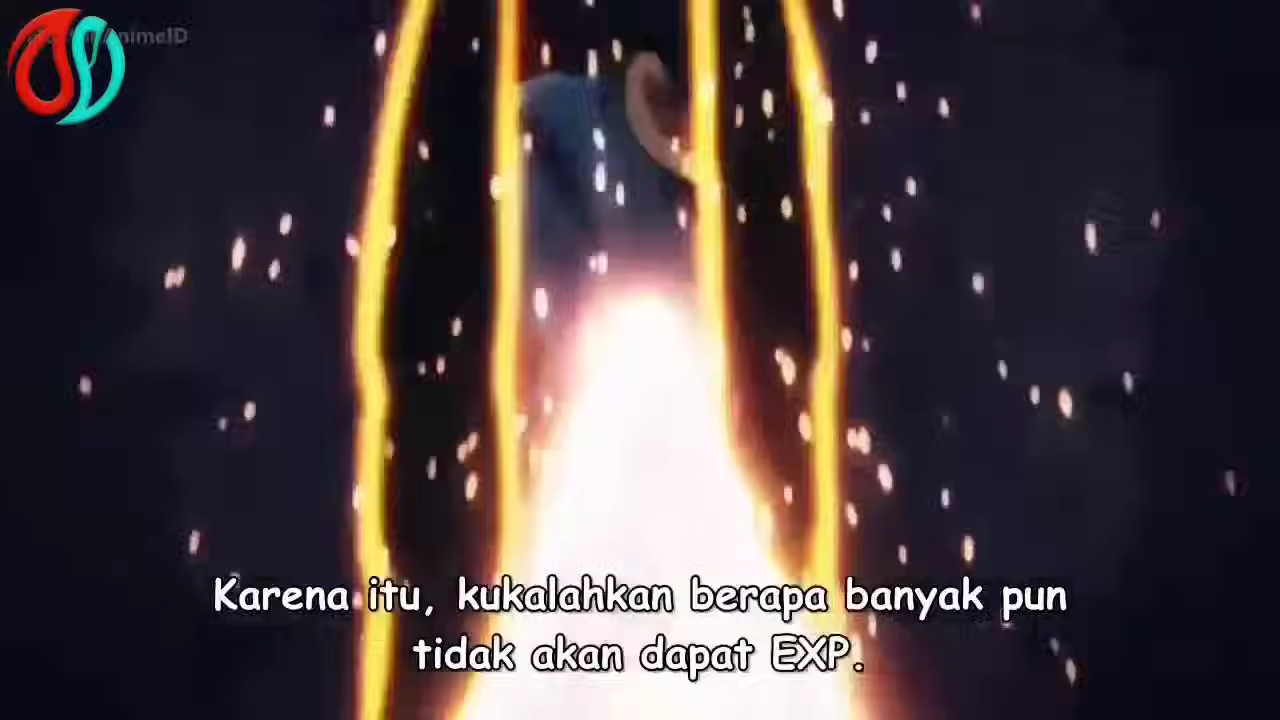 Karena itu, kukalahkan berapa banyak pun
tidak akan dapat EXP.